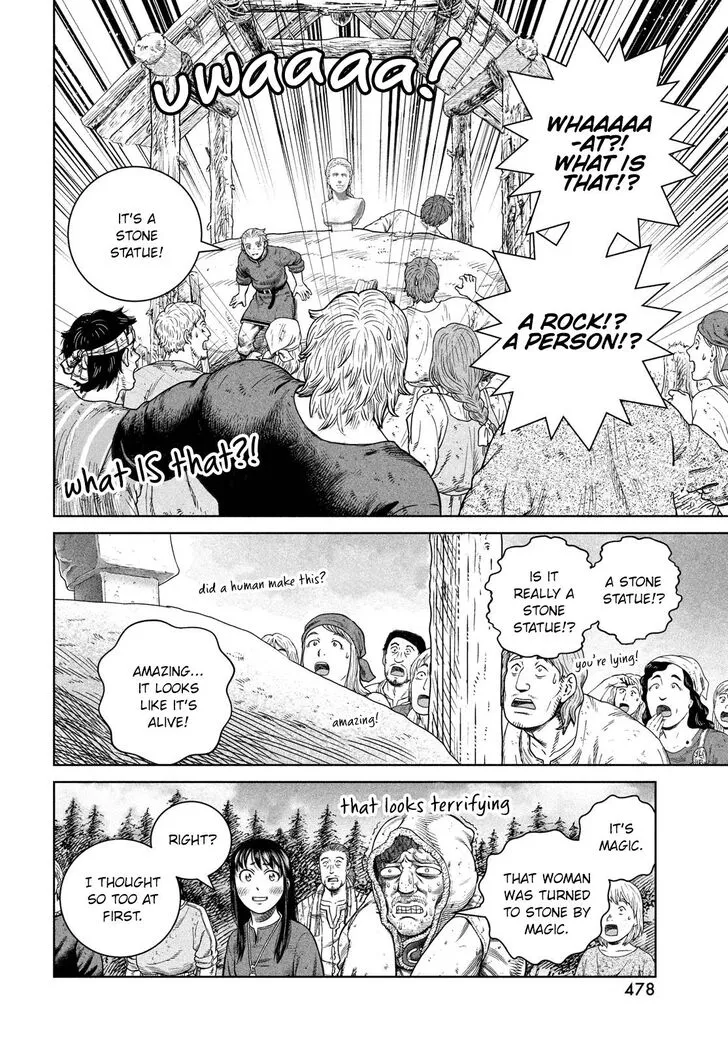 uwaaaa!
WHAAAAA
-AT?!
WHAT IS
THAT!?
IT'S A
STONE
STATUE!
A ROCK!?
A PERSON!?
what IS that?!
A STONE
STATUE!?
IS IT
REALLY A
STONE
STATUE!?
you're lying!
did a human make this?
AMAZING...
IT LOOKS
LIKE IT'S
ALIVE!
amazing!
IT'S
MAGIC.
THAT WOMAN
WAS TURNED
TO STONE BY
MAGIC.
that looks terrifying
RIGHT?
I THOUGHT
SO TOO AT
FIRST.
478